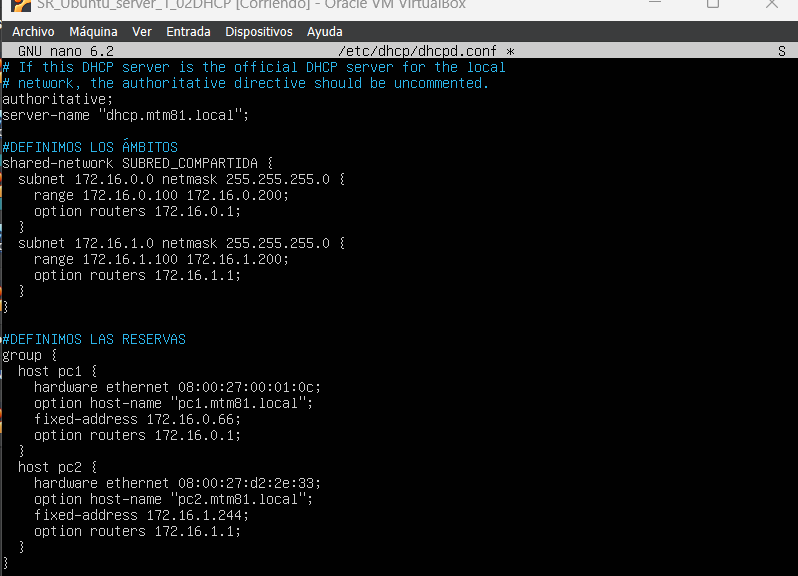 SR_Ubuntu_server_1_02DHCP [Corriendo] - Oracle VM VirtualBox
Archivo Máquina Ver Entrada Dispositivos Ayuda
GNU nano 6.2 /etc/dhcp/dhcpd.conf * S
# If this DHCP server is the official DHCP server for the local
# network, the authoritative directive should be uncommented.
authoritative;
server-name "dhcp.mtm81.local";
#DEFINIMOS LOS ÁMBITOS
shared-network SUBRED_COMPARTIDA {
subnet 172.16.0.0 netmask 255.255.255.0 {
range 172.16.0.100 172.16.0.200;
option routers 172.16.0.1;
}
subnet 172.16.1.0 netmask 255.255.255.0 {
range 172.16.1.100 172.16.1.200;
option routers 172.16.1.1;
}
}
#DEFINIMOS LAS RESERVAS
group {
host pc1 {
hardware ethernet 08:00:27:00:01:0c;
option host-name "pc1.mtm81.local";
fixed-address 172.16.0.66;
option routers 172.16.0.1;
}
host pc2 {
hardware ethernet 08:00:27:d2:2e:33;
option host-name "pc2.mtm81.local";
fixed-address 172.16.1.244;
option routers 172.16.1.1;
}
}